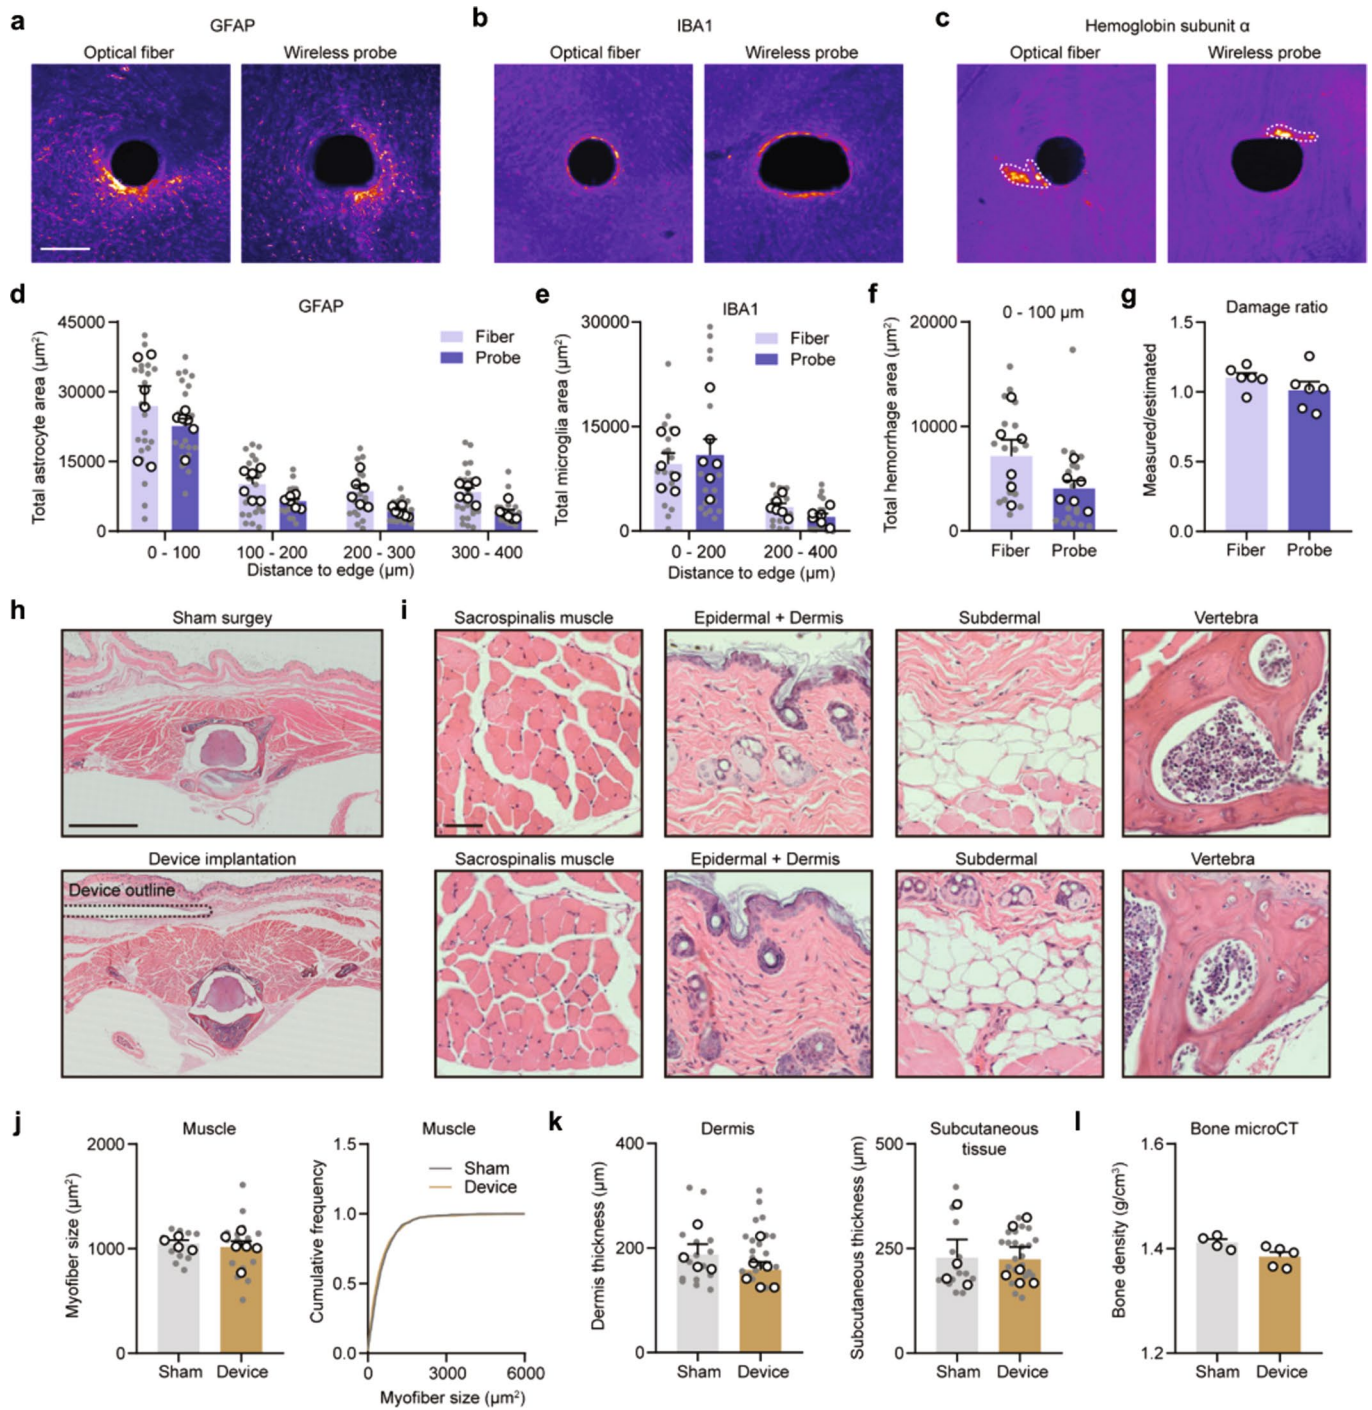 a
GFAP
Optical fiber
Wireless probe
b
IBA1
Optical fiber
Wireless probe
c
Hemoglobin subunit α
Optical fiber
Wireless probe
d
GFAP
Total astrocyte area (µm²)
45000
30000
15000
0
Fiber
Probe
0 - 100
100 - 200
200 - 300
300 - 400
Distance to edge (µm)
e
IBA1
Total microglia area (µm²)
30000
15000
0
Fiber
Probe
0 - 200
200 - 400
Distance to edge (µm)
f
0 - 100 µm
Total hemorrhage area (µm²)
20000
10000
0
Fiber
Probe
g
Damage ratio
Measured/estimated
1.5
1.0
0.5
0.0
Fiber
Probe
h
Sham surgey
Device implantation
Device outline
i
Sacrospinalis muscle
Epidermal + Dermis
Subdermal
Vertebra
Sacrospinalis muscle
Epidermal + Dermis
Subdermal
Vertebra
j
Muscle
Myofiber size (µm²)
2000
1000
0
Sham
Device
Muscle
Cumulative frequency
1.5
1.0
0.5
0.0
Sham
Device
0
3000
6000
Myofiber size (µm²)
k
Dermis
Dermis thickness (µm)
400
200
0
Sham
Device
Subcutaneous
tissue
Subcutaneous thickness (µm)
500
250
0
Sham
Device
l
Bone microCT
Bone density (g/cm³)
1.6
1.4
1.2
Sham
Device